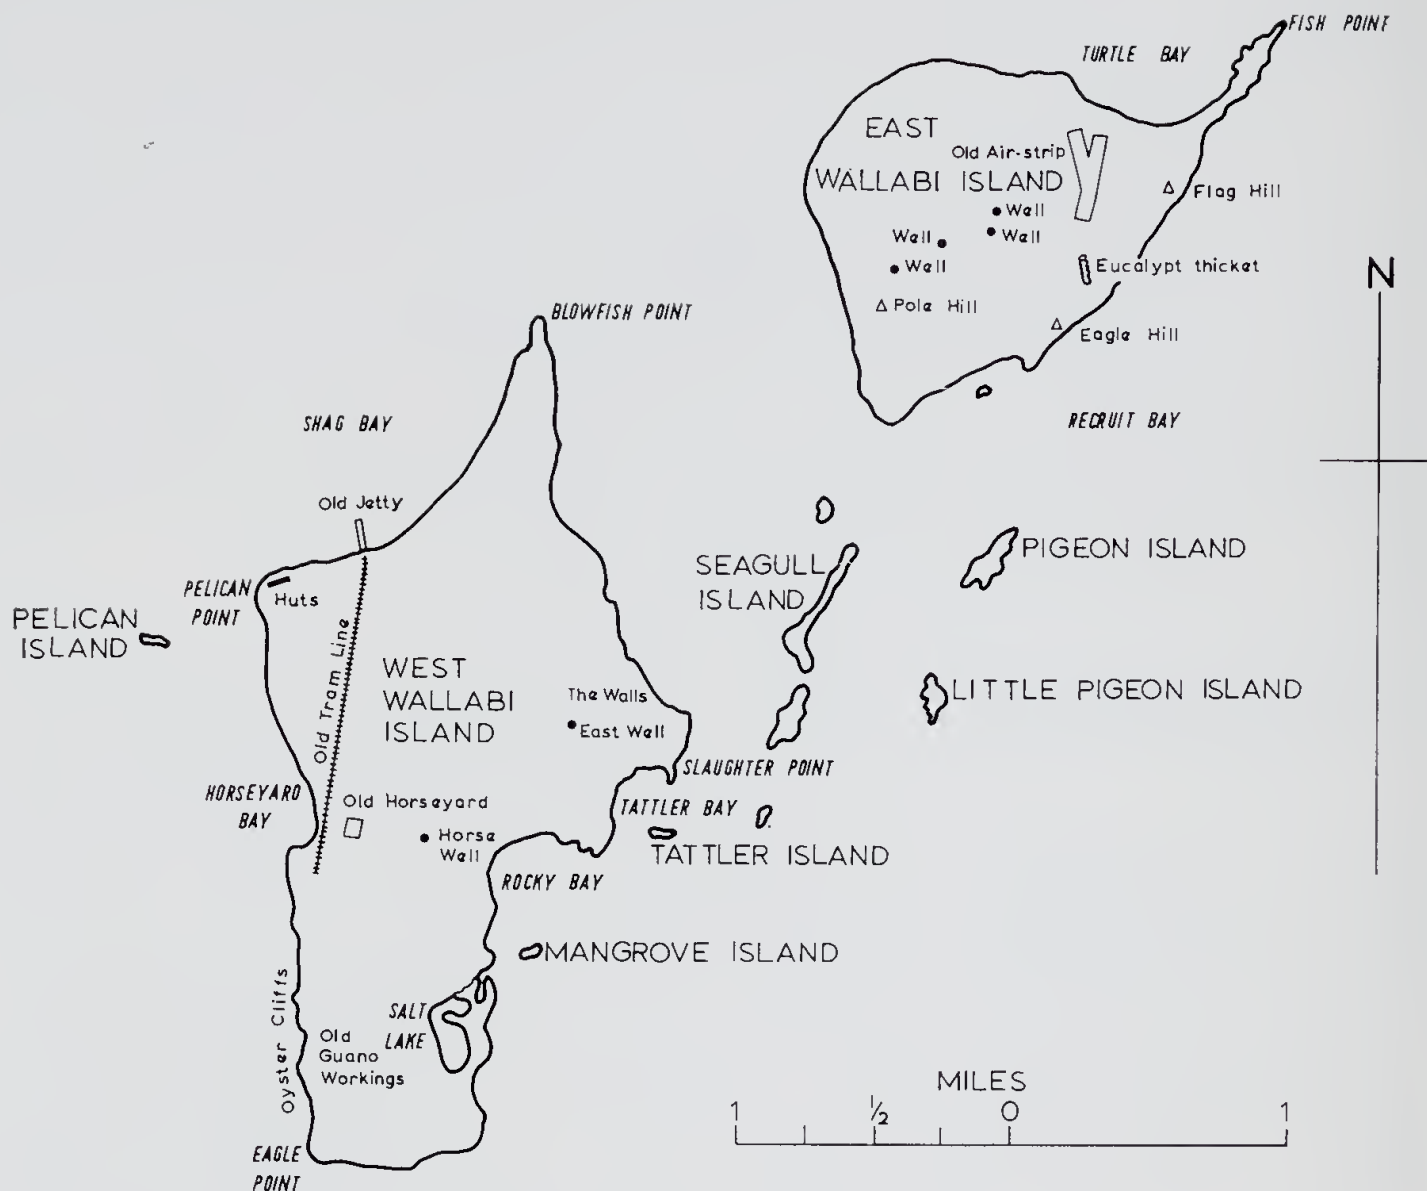 FISH POINT
TURTLE BAY
EAST
WALLABI ISLAND
Old Air-strip
Flag Hill
Well
Well
Well
Well
Eucalypt thicket
Pole Hill
Eagle Hill
RECRUIT BAY
N
BLOWFISH POINT
SHAG BAY
Old Jetty
PELICAN
POINT
Huts
PELICAN
ISLAND
Old Tram Line
WEST
WALLABI
ISLAND
The Walls
East Well
SEAGULL
ISLAND
PIGEON ISLAND
LITTLE PIGEON ISLAND
SLAUGHTER POINT
HORSEYARD
BAY
Old Horseyard
Horse
Well
TATTLER BAY
TATTLER ISLAND
ROCKY BAY
MANGROVE ISLAND
Oyster Cliffs
SALT
LAKE
Old
Guano
Workings
EAGLE
POINT
MILES
1 ½ 0 1